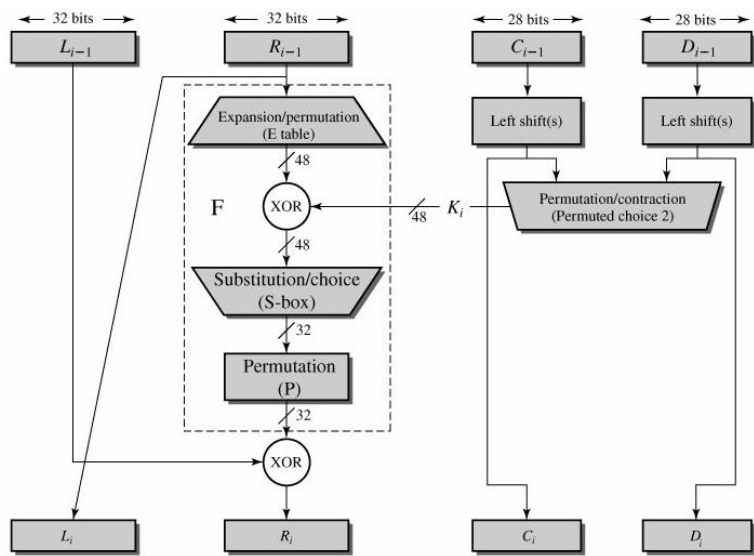 32 bits
32 bits
28 bits
28 bits
L_{i–1}
R_{i–1}
C_{i–1}
D_{i–1}
Expansion/permutation
(E table)
Left shift(s)
Left shift(s)
48
F
XOR
48
K_i
Permutation/contraction
(Permuted choice 2)
48
Substitution/choice
(S-box)
32
Permutation
(P)
32
XOR
L_i
R_i
C_i
D_i